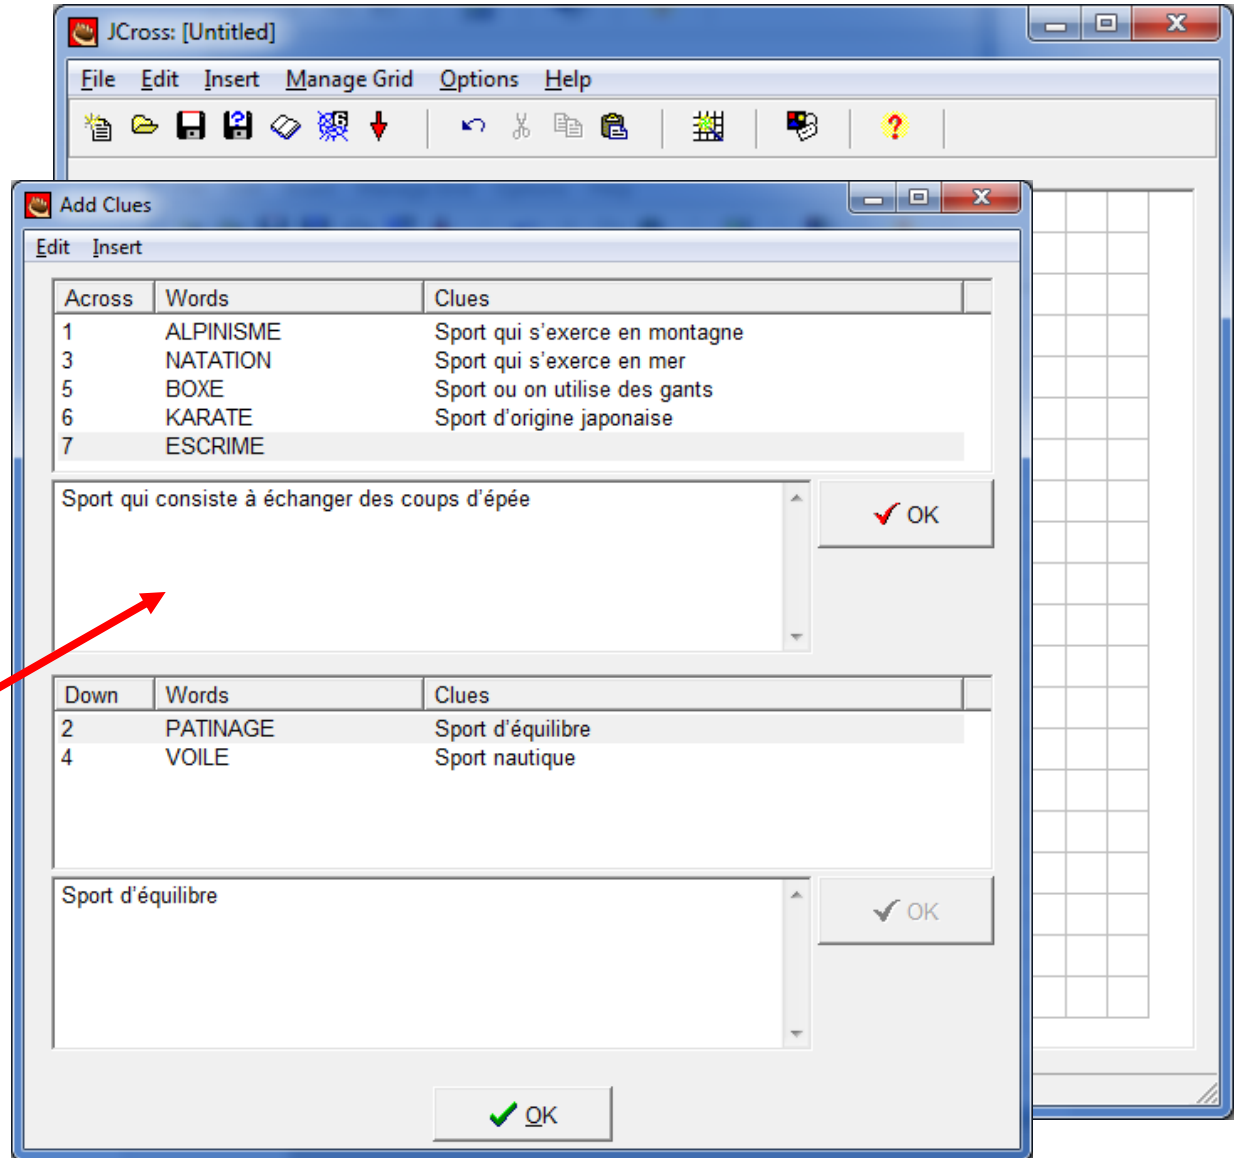 JCross: [Untitled]
File Edit Insert Manage Grid Options Help
Add Clues
Edit Insert
Across Words Clues
1 ALPINISME Sport qui s'exerce en montagne
3 NATATION Sport qui s'exerce en mer
5 BOXE Sport ou on utilise des gants
6 KARATE Sport d'origine japonaise
7 ESCRIME
Sport qui consiste à échanger des coups d'épée
OK
Down Words Clues
2 PATINAGE Sport d'équilibre
4 VOILE Sport nautique
Sport d'équilibre
OK
OK